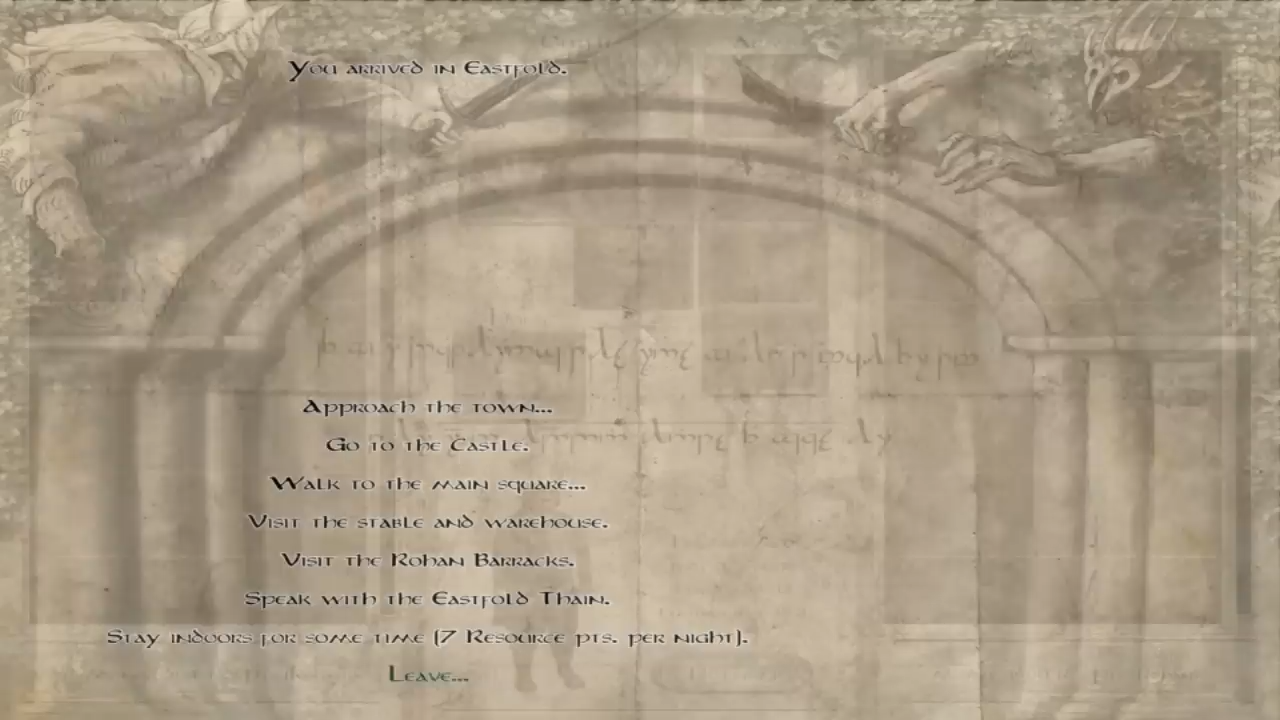 You arrived in Eastfold.
Approach the town...
Go to the Castle.
Walk to the main square...
Visit the stable and warehouse.
Visit the Rohan Barracks.
Speak with the Eastfold Thain.
Stay indoors for some time (7 Resource pts. per night).
Leave...